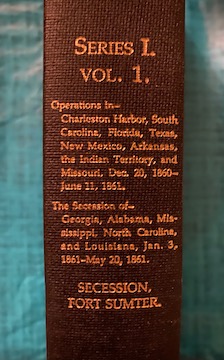 SERIES I.
VOL. 1.
Operations in—
Charleston Harbor, South
Carolina, Florida, Texas,
New Mexico, Arkansas,
the Indian Territory, and
Missouri, Dec. 20, 1860–
June 11, 1861.
The Secession of—
Georgia, Alabama, Mis-
sissippi, North Carolina,
and Louisiana, Jan. 3,
1861–May 20, 1861.
SECESSION,
FORT SUMTER.